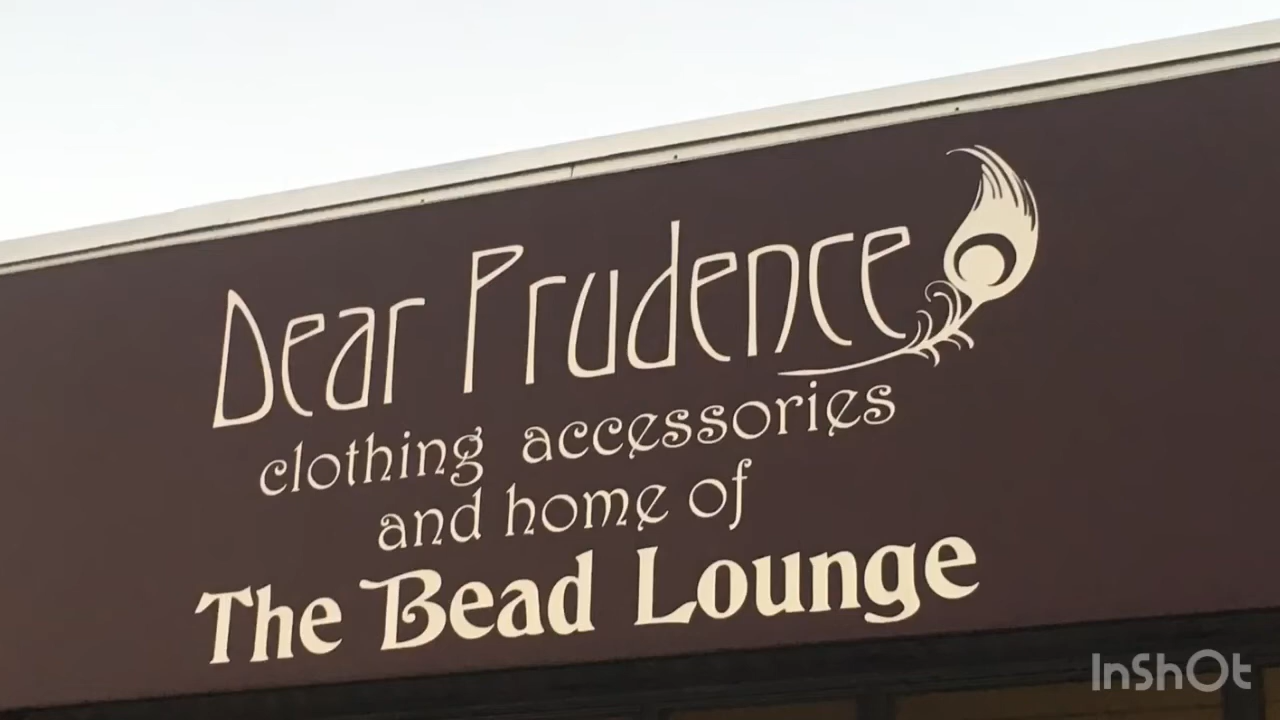 Dear Prudence
clothing accessories
and home of
The Bead Lounge
InShOt